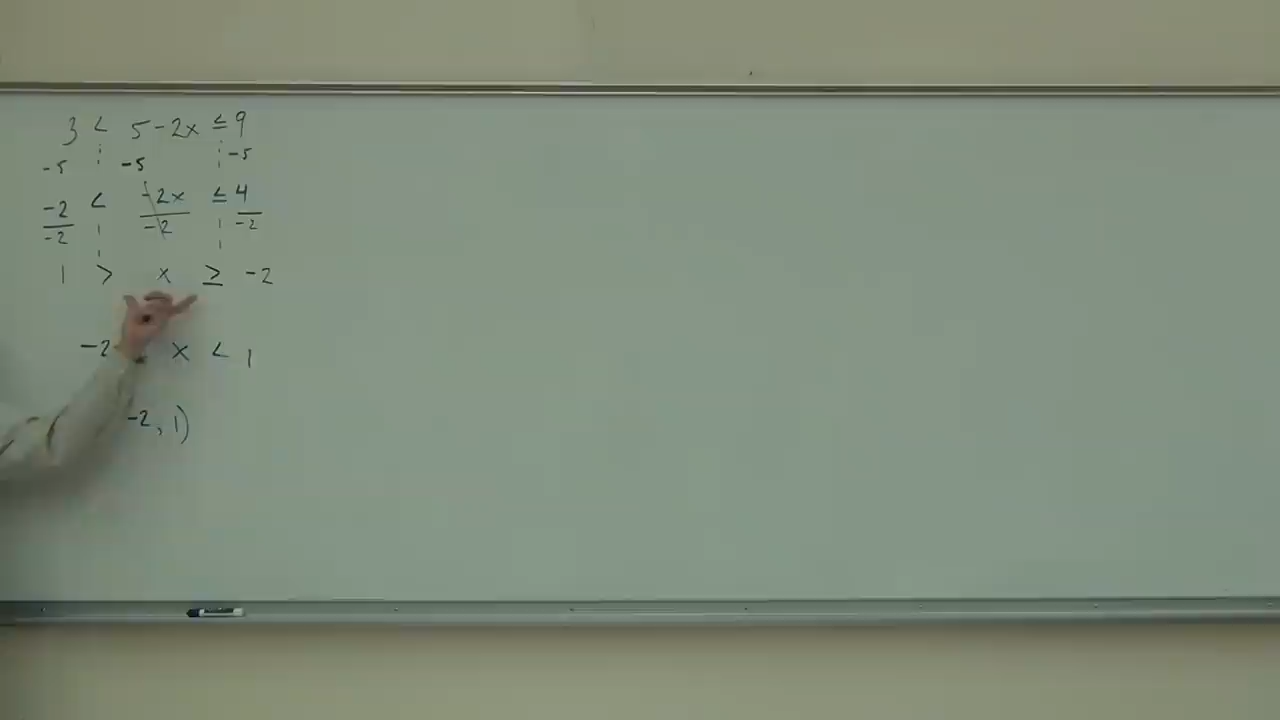 3 < 5 - 2x ≤ 9
-5 -5 -5
-2 < -2x ≤ 4
-2 -2 -2
1 > x ≥ -2
-2 x < 1
-2, 1)